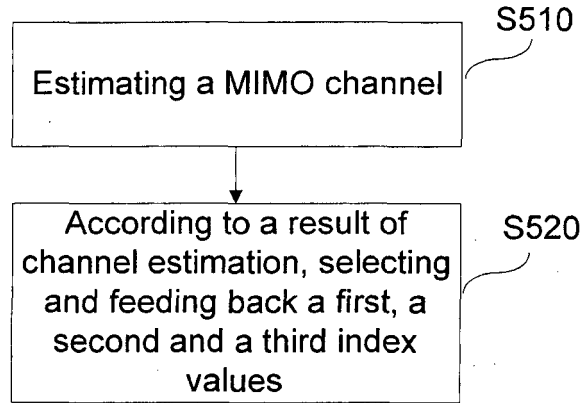 S510
Estimating a MIMO channel
S520
According to a result of
channel estimation, selecting
and feeding back a first, a
second and a third index
values